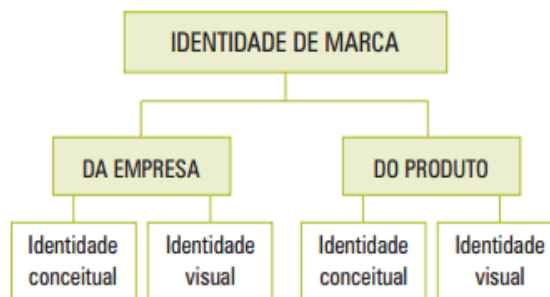 IDENTIDADE DE MARCA
DA EMPRESA
DO PRODUTO
Identidade
conceitual
Identidade
visual
Identidade
conceitual
Identidade
visual